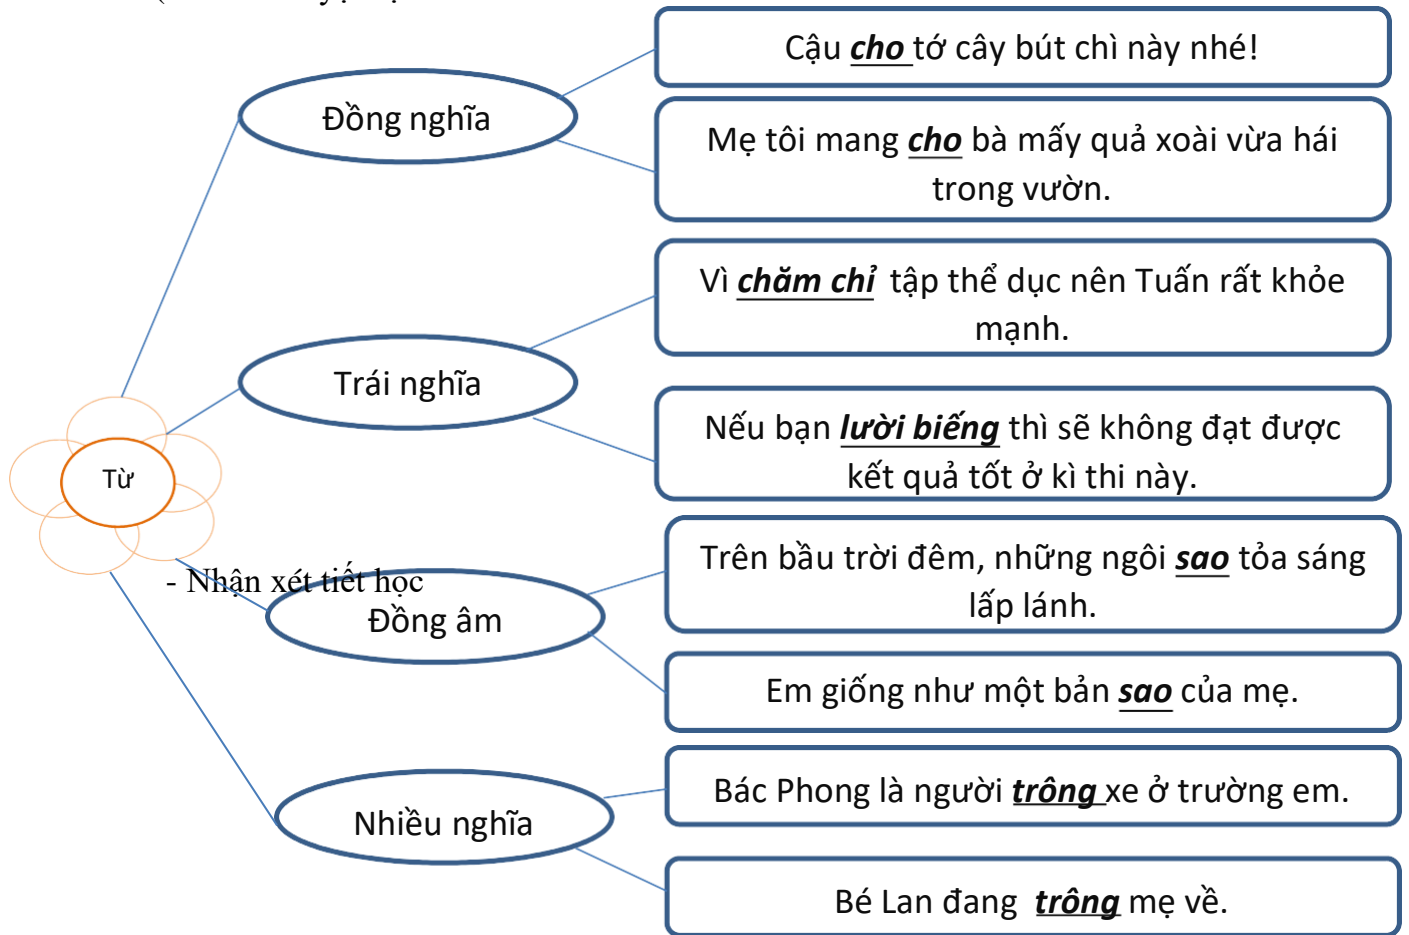 Cậu cho tớ cây bút chì này nhé!
Đồng nghĩa
Mẹ tôi mang cho bà mấy quả xoài vừa hái
trong vườn.
Vì chăm chỉ tập thể dục nên Tuấn rất khỏe
mạnh.
Trái nghĩa
Nếu bạn lười biếng thì sẽ không đạt được
kết quả tốt ở kì thi này.
Từ
Trên bầu trời đêm, những ngôi sao tỏa sáng
lấp lánh.
- Nhận xét tiết học
Đồng âm
Em giống như một bản sao của mẹ.
Bác Phong là người trông xe ở trường em.
Nhiều nghĩa
Bé Lan đang trông mẹ về.